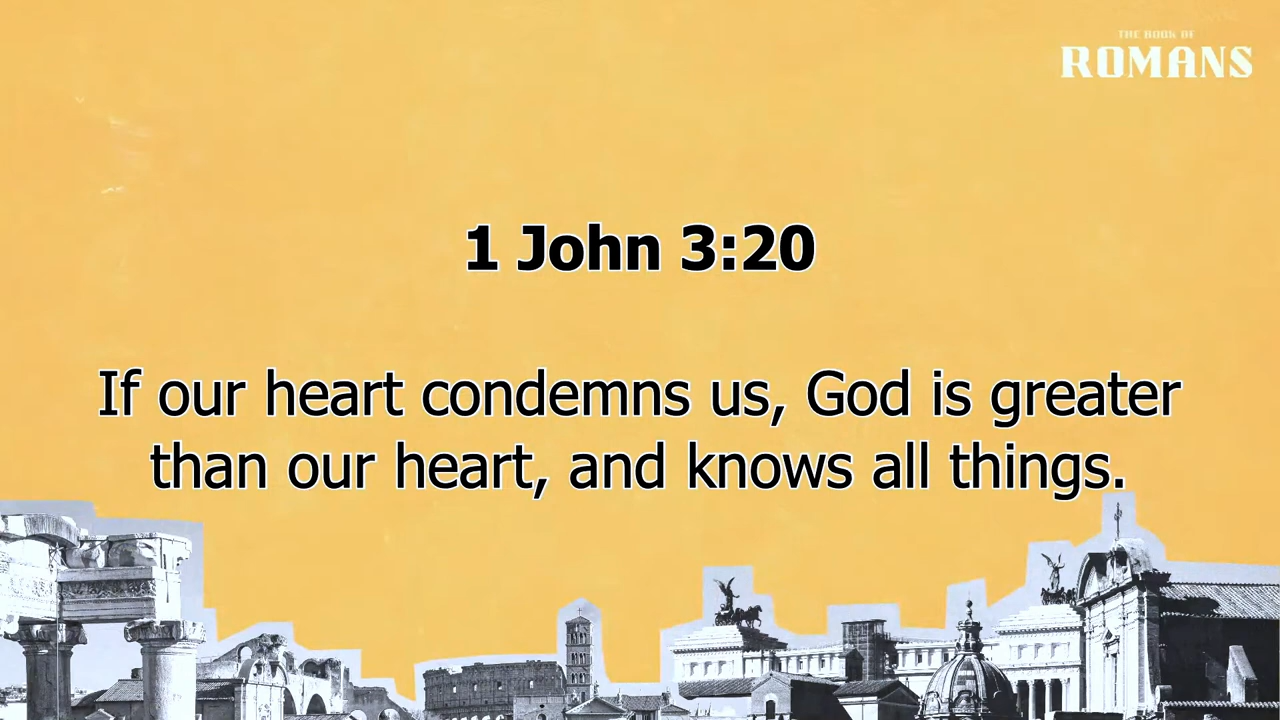 THE BOOK OF
ROMANS
1 John 3:20
If our heart condemns us, God is greater
than our heart, and knows all things.